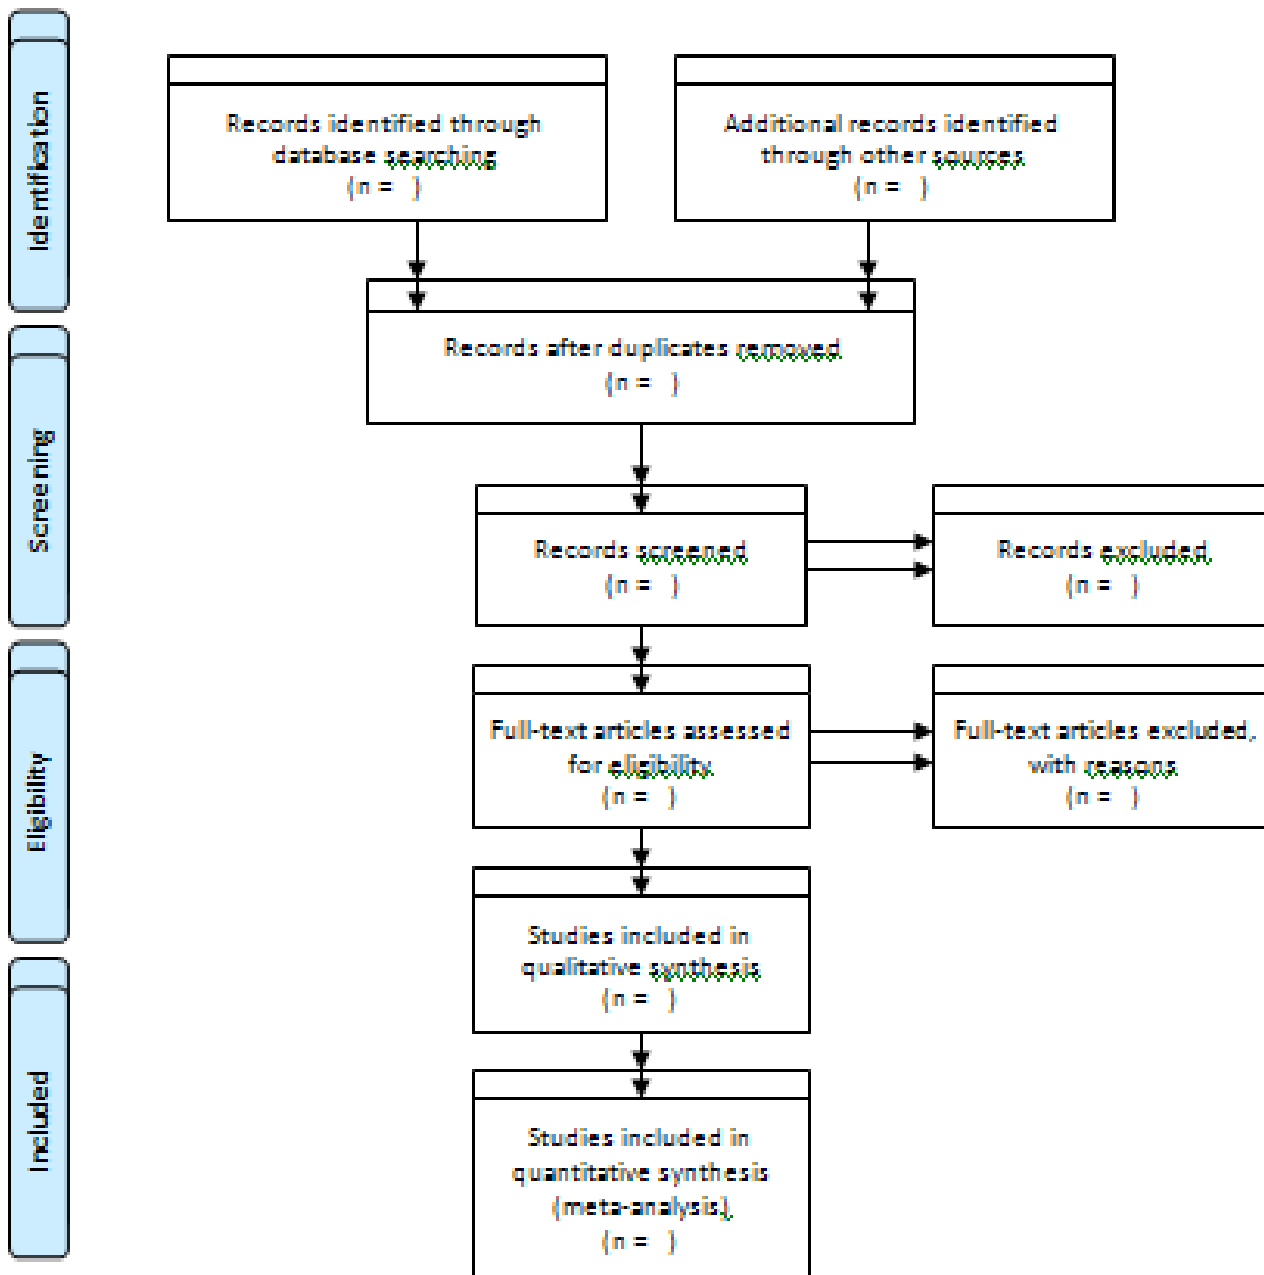 Identification
Records identified through
database searching
(n =   )
Additional records identified
through other sources
(n =   )
Records after duplicates removed
(n =   )
Screening
Records screened
(n =   )
Records excluded
(n =   )
Eligibility
Full-text articles assessed
for eligibility
(n =   )
Full-text articles excluded,
with reasons
(n =   )
Studies included in
qualitative synthesis
(n =   )
Included
Studies included in
quantitative synthesis
(meta-analysis)
(n =   )